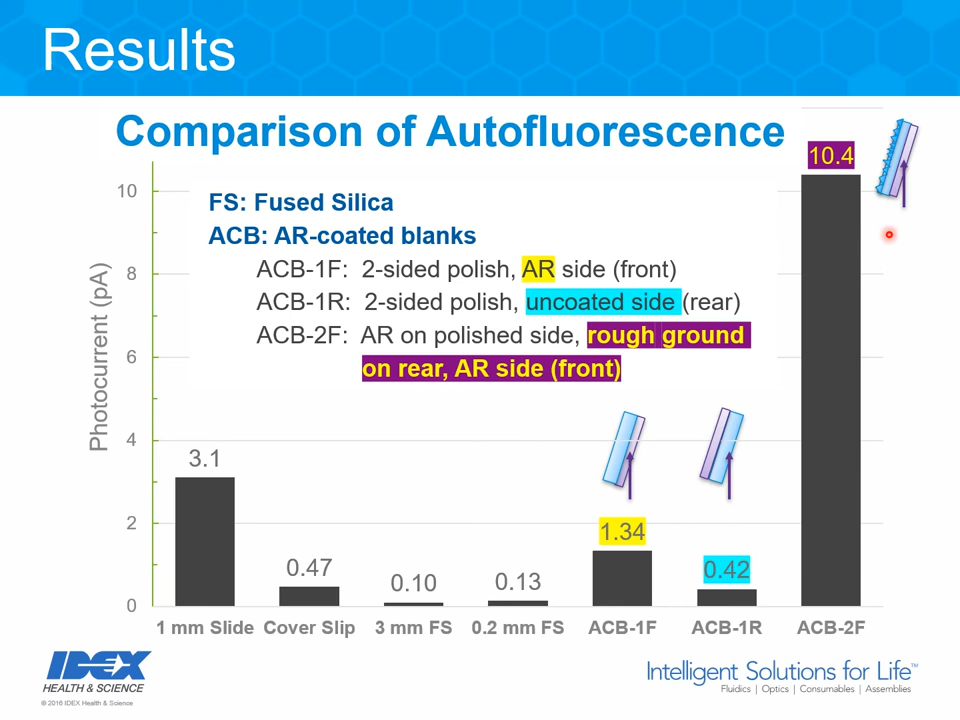 Results
Comparison of Autofluorescence
10.4
FS: Fused Silica
ACB: AR-coated blanks
ACB-1F: 2-sided polish, AR side (front)
ACB-1R: 2-sided polish, uncoated side (rear)
ACB-2F: AR on polished side, rough ground
on rear, AR side (front)
Photocurrent (pA)
10
8
6
4
2
0
3.1
0.47
0.10
0.13
1.34
0.42
1 mm Slide Cover Slip 3 mm FS 0.2 mm FS ACB-1F ACB-1R ACB-2F
IDEX
HEALTH & SCIENCE
© 2016 IDEX Health & Science
Intelligent Solutions for Life™
Fluidics | Optics | Consumables | Assemblies